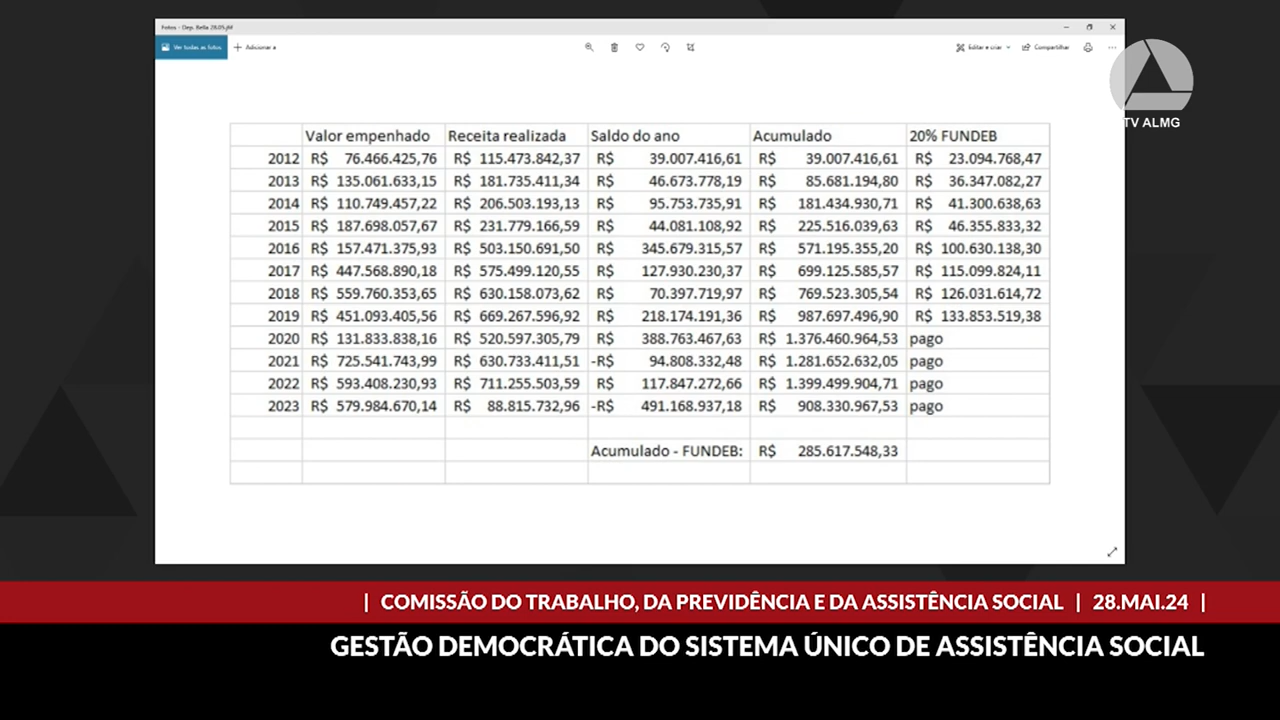 Fotos - Dep. Bella 28.05.jfif
Ver todas as fotos + Adicionar a Editar e criar Compartilhar
TV ALMG
Valor empenhado Receita realizada Saldo do ano Acumulado 20% FUNDEB
2012 R$ 76.466.425,76 R$ 115.473.842,37 R$ 39.007.416,61 R$ 39.007.416,61 R$ 23.094.768,47
2013 R$ 135.061.633,15 R$ 181.735.411,34 R$ 46.673.778,19 R$ 85.681.194,80 R$ 36.347.082,27
2014 R$ 110.749.457,22 R$ 206.503.193,13 R$ 95.753.735,91 R$ 181.434.930,71 R$ 41.300.638,63
2015 R$ 187.698.057,67 R$ 231.779.166,59 R$ 44.081.108,92 R$ 225.516.039,63 R$ 46.355.833,32
2016 R$ 157.471.375,93 R$ 503.150.691,50 R$ 345.679.315,57 R$ 571.195.355,20 R$ 100.630.138,30
2017 R$ 447.568.890,18 R$ 575.499.120,55 R$ 127.930.230,37 R$ 699.125.585,57 R$ 115.099.824,11
2018 R$ 559.760.353,65 R$ 630.158.073,62 R$ 70.397.719,97 R$ 769.523.305,54 R$ 126.031.614,72
2019 R$ 451.093.405,56 R$ 669.267.596,92 R$ 218.174.191,36 R$ 987.697.496,90 R$ 133.853.519,38
2020 R$ 131.833.838,16 R$ 520.597.305,79 R$ 388.763.467,63 R$ 1.376.460.964,53 pago
2021 R$ 725.541.743,99 R$ 630.733.411,51 -R$ 94.808.332,48 R$ 1.281.652.632,05 pago
2022 R$ 593.408.230,93 R$ 711.255.503,59 R$ 117.847.272,66 R$ 1.399.499.904,71 pago
2023 R$ 579.984.670,14 R$ 88.815.732,96 -R$ 491.168.937,18 R$ 908.330.967,53 pago
Acumulado - FUNDEB: R$ 285.617.548,33
| COMISSÃO DO TRABALHO, DA PREVIDÊNCIA E DA ASSISTÊNCIA SOCIAL | 28.MAI.24 |
GESTÃO DEMOCRÁTICA DO SISTEMA ÚNICO DE ASSISTÊNCIA SOCIAL